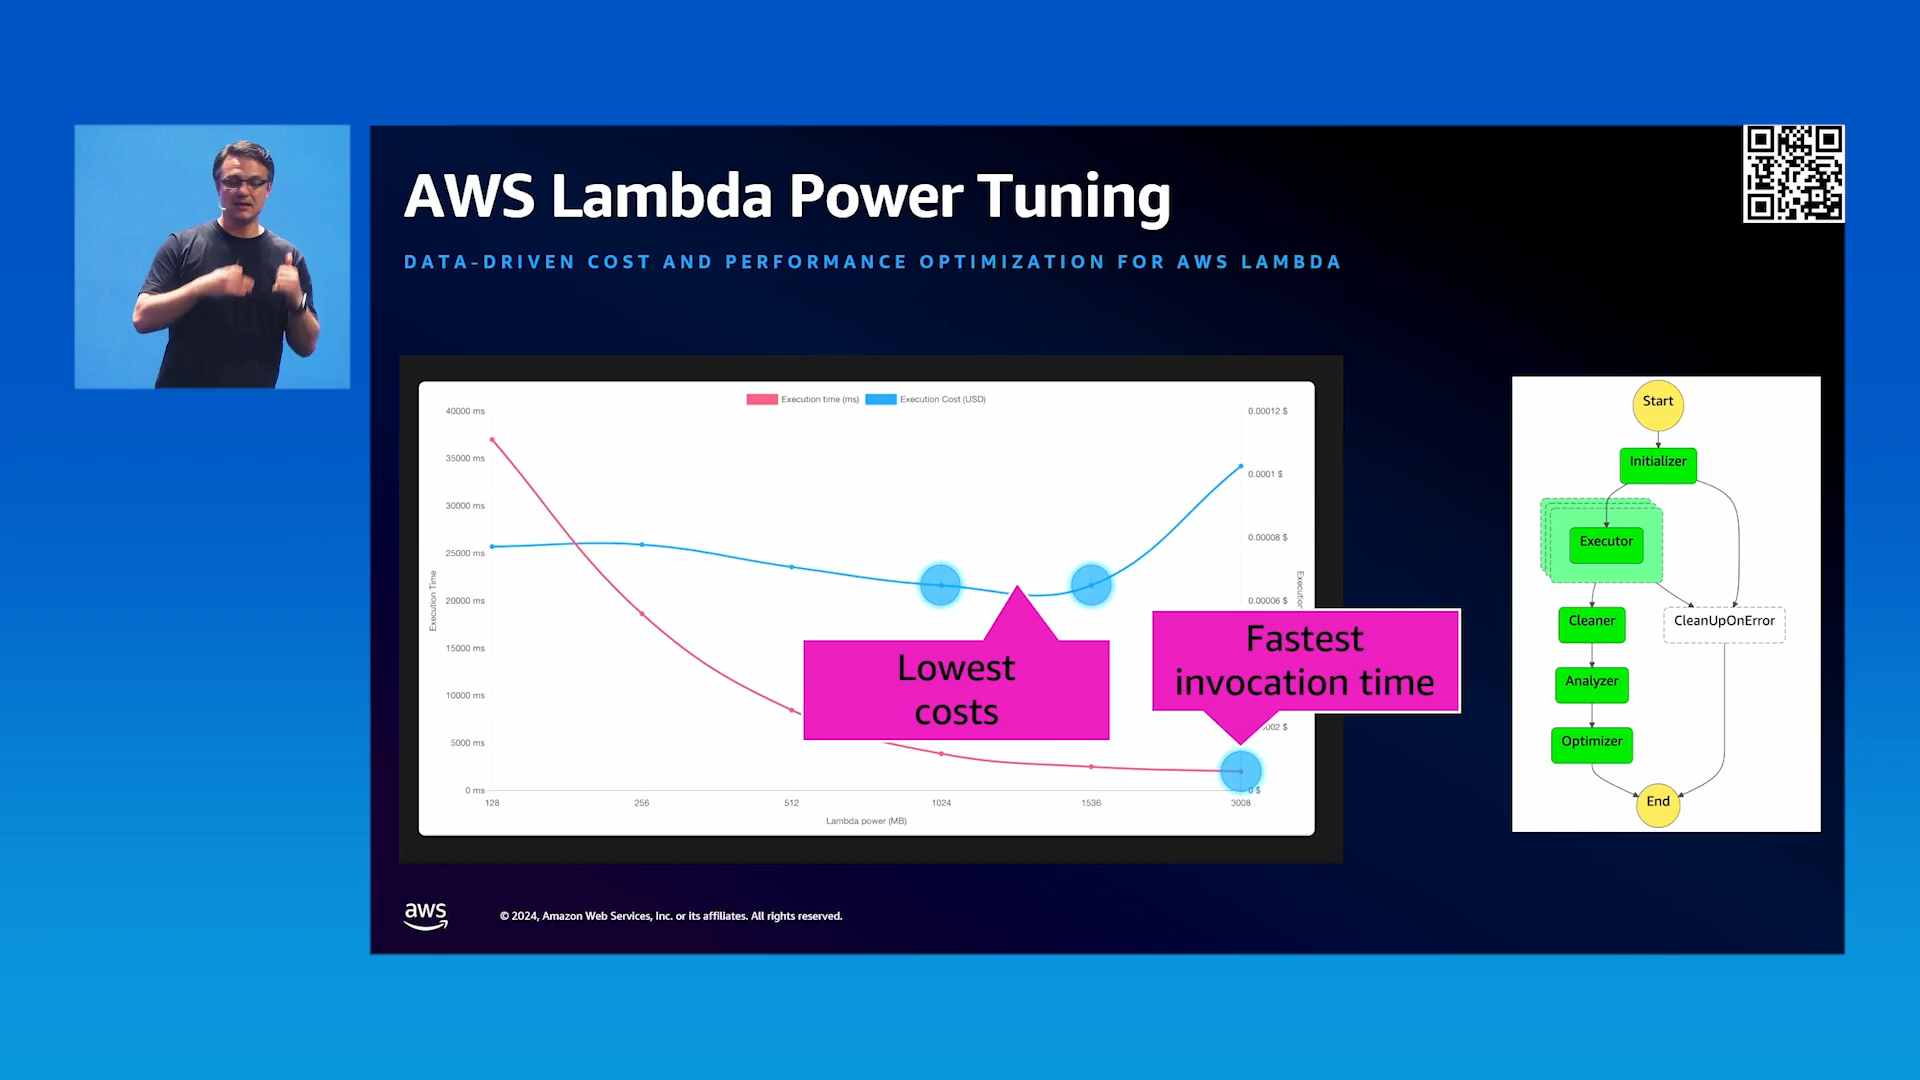 AWS Lambda Power Tuning
DATA-DRIVEN COST AND PERFORMANCE OPTIMIZATION FOR AWS LAMBDA
Execution time (ms)
Execution Cost (USD)
40000 ms
35000 ms
30000 ms
25000 ms
20000 ms
15000 ms
10000 ms
5000 ms
0 ms
Execution Time
128
256
512
1024
1536
3008
Lambda power (MB)
0.00012 $
0.0001 $
0.00008 $
0.00006 $
002 $
0 $
Lowest
costs
Fastest
invocation time
Start
Initializer
Executor
Cleaner
CleanUpOnError
Analyzer
Optimizer
End
aws
© 2024, Amazon Web Services, Inc. or its affiliates. All rights reserved.